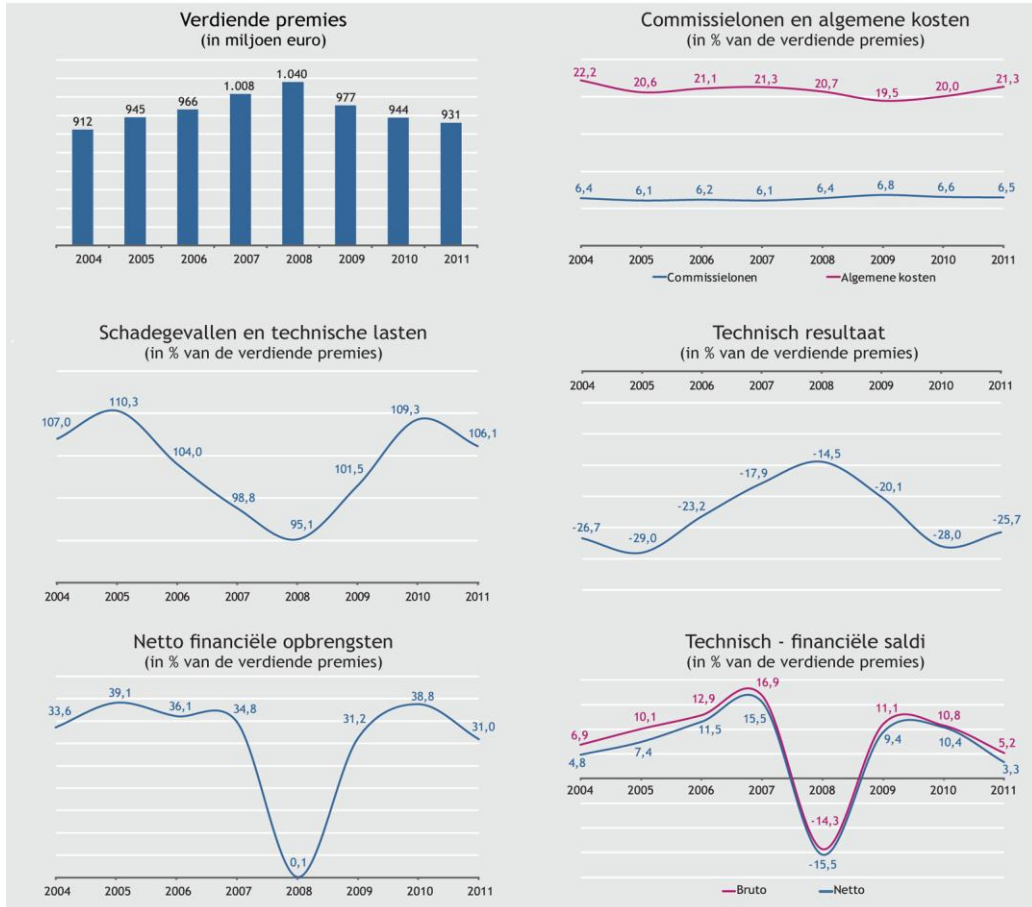 Verdiende premies
(in miljoen euro)
912
945
966
1.008
1.040
977
944
931
2004 2005 2006 2007 2008 2009 2010 2011
Commissielonen en algemene kosten
(in % van de verdiende premies)
22,2 20,6 21,1 21,3 20,7 19,5 20,0 21,3
6,4 6,1 6,2 6,1 6,4 6,8 6,6 6,5
2004 2005 2006 2007 2008 2009 2010 2011
Commissielonen Algemene kosten
Schadegevallen en technische lasten
(in % van de verdiende premies)
107,0 110,3 104,0 98,8 95,1 101,5 109,3 106,1
2004 2005 2006 2007 2008 2009 2010 2011
Technisch resultaat
(in % van de verdiende premies)
2004 2005 2006 2007 2008 2009 2010 2011
-26,7 -29,0 -23,2 -17,9 -14,5 -20,1 -28,0 -25,7
Netto financiële opbrengsten
(in % van de verdiende premies)
33,6 39,1 36,1 34,8 0,1 31,2 38,8 31,0
2004 2005 2006 2007 2008 2009 2010 2011
Technisch - financiële saldi
(in % van de verdiende premies)
6,9 10,1 12,9 16,9 -14,3 11,1 10,8 5,2
4,8 7,4 11,5 15,5 -15,5 9,4 10,4 3,3
2004 2005 2006 2007 2008 2009 2010 2011
Bruto Netto